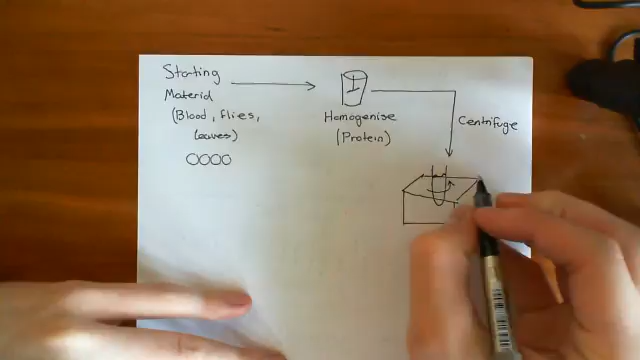 Starting
Material
(Blood, flies,
leaves)
Homogenise
(Protein)
Centrifuge